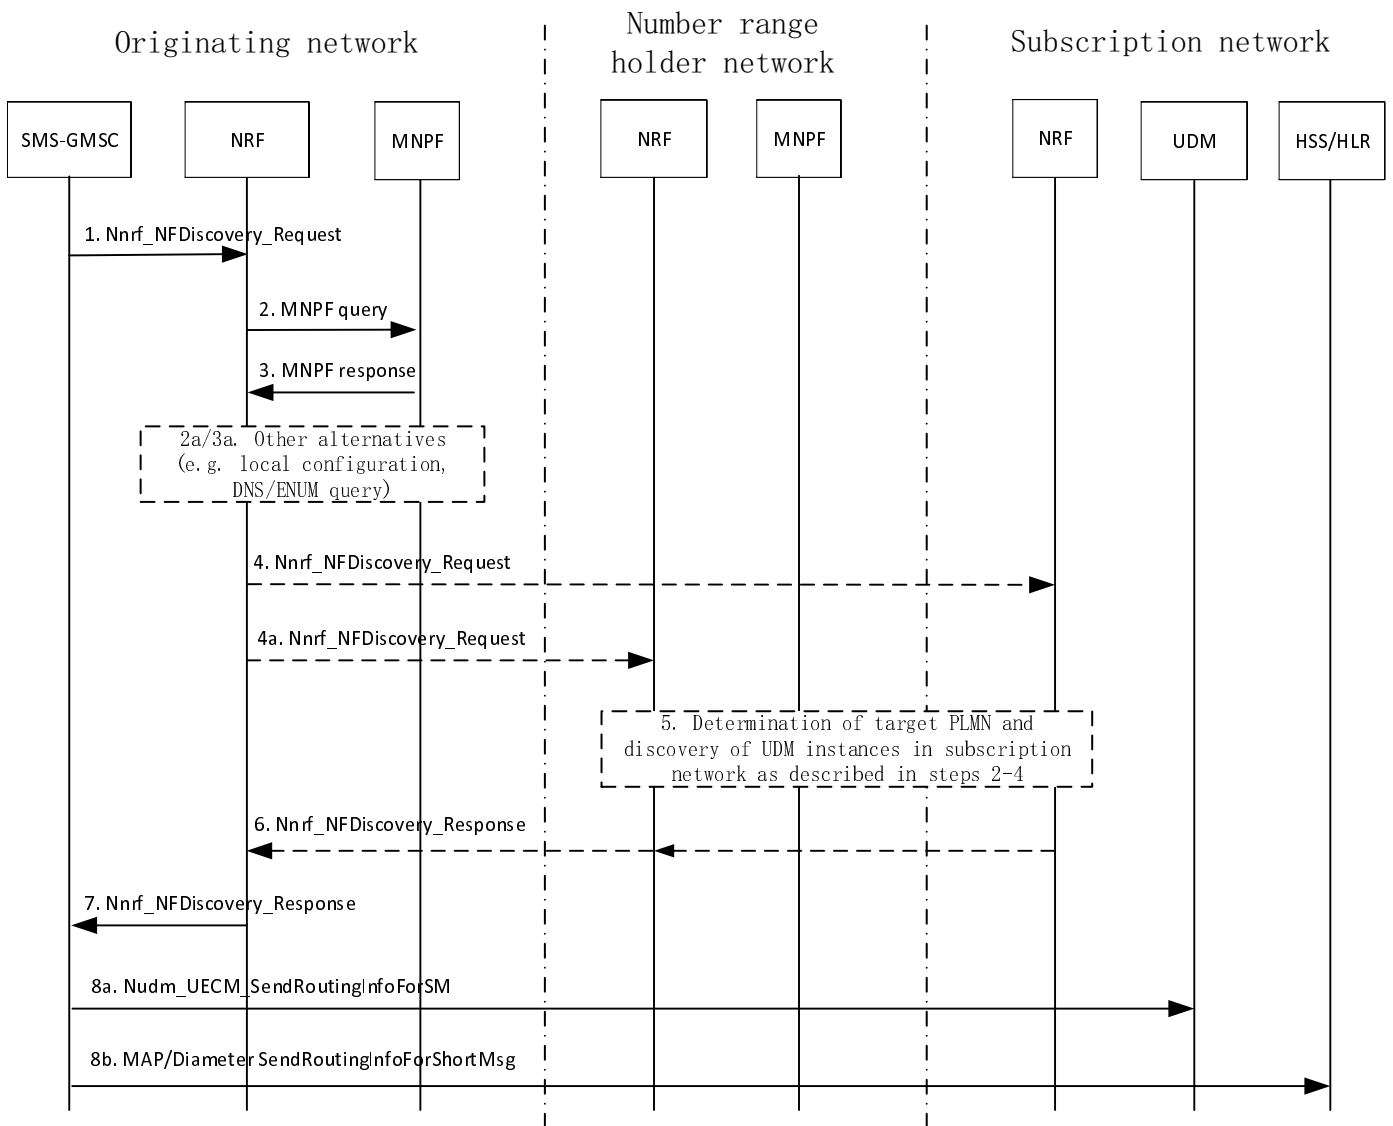 Originating network
Number range
holder network
Subscription network
SMS-GMSC
NRF
MNPF
NRF
MNPF
NRF
UDM
HSS/HLR
1. Nnrf_NFDiscovery_Request
2. MNPF query
3. MNPF response
2a/3a. Other alternatives
(e.g. local configuration,
DNS/ENUM query)
4. Nnrf_NFDiscovery_Request
4a. Nnrf_NFDiscovery_Request
5. Determination of target PLMN and
discovery of UDM instances in subscription
network as described in steps 2-4
6. Nnrf_NFDiscovery_Response
7. Nnrf_NFDiscovery_Response
8a. Nudm_UECM_SendRoutingInfoForSM
8b. MAP/Diameter SendRoutingInfoForShortMsg